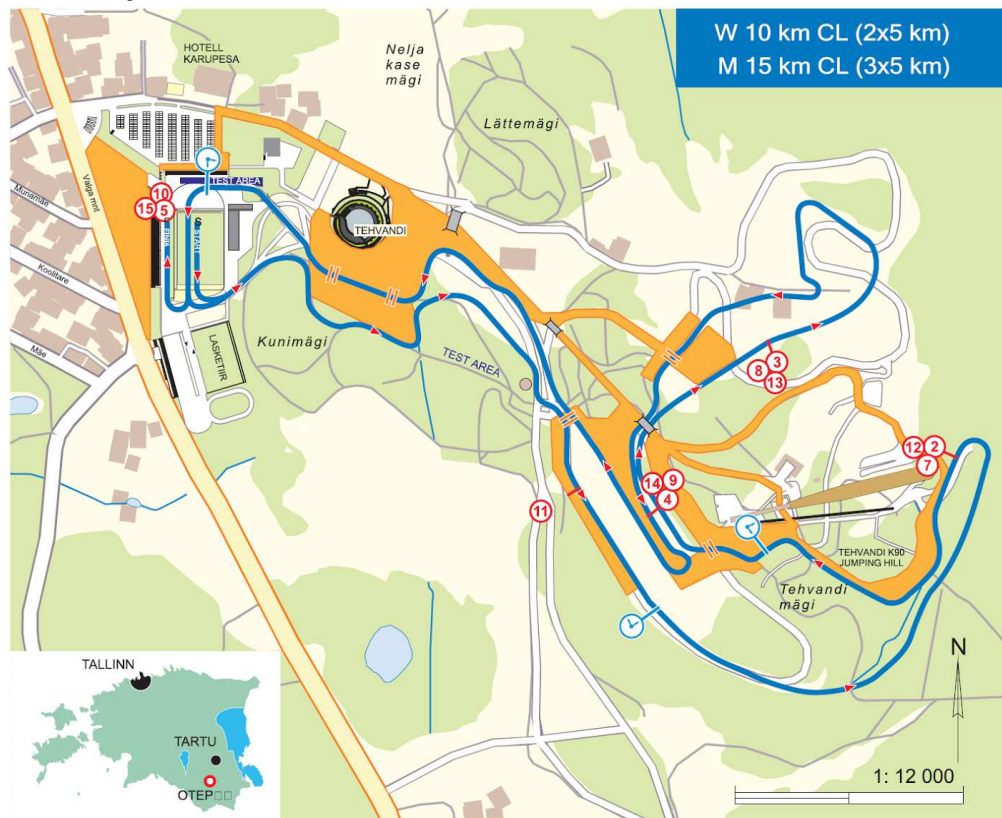 W 10 km CL (2x5 km)
M 15 km CL (3x5 km)
HOTELL
KARUPESA
Nelja
kase
mägi
Lättemägi
TEST AREA
10
15
5
FINIŠ
START
TEHVANDI
Munamäe
Valga mnt
Koolitare
Mäe
LASKETIIR
Kunimägi
TEST AREA
3
8
13
12
2
7
14
9
4
11
TEHVANDI K90
JUMPING HILL
Tehvandi
mägi
N
1: 12 000
TALLINN
TARTU
OTEP□□